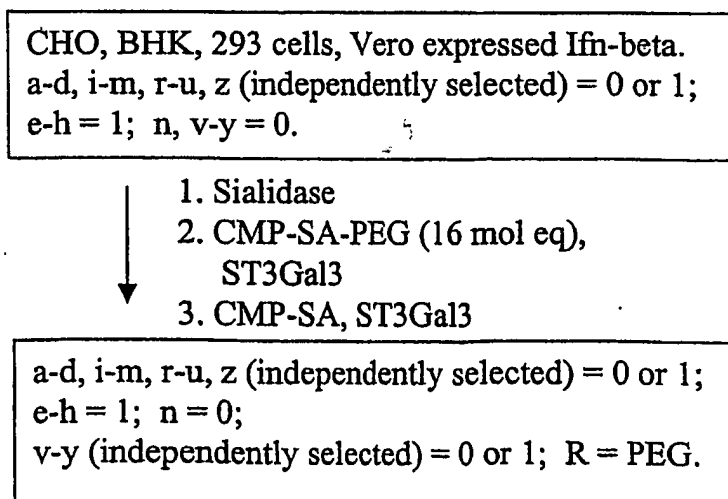 CHO, BHK, 293 cells, Vero expressed Ifn-beta.
a-d, i-m, r-u, z (independently selected) = 0 or 1;
e-h = 1; n, v-y = 0.
1. Sialidase
2. CMP-SA-PEG (16 mol eq),
ST3Gal3
3. CMP-SA, ST3Gal3
a-d, i-m, r-u, z (independently selected) = 0 or 1;
e-h = 1; n = 0;
v-y (independently selected) = 0 or 1; R = PEG.